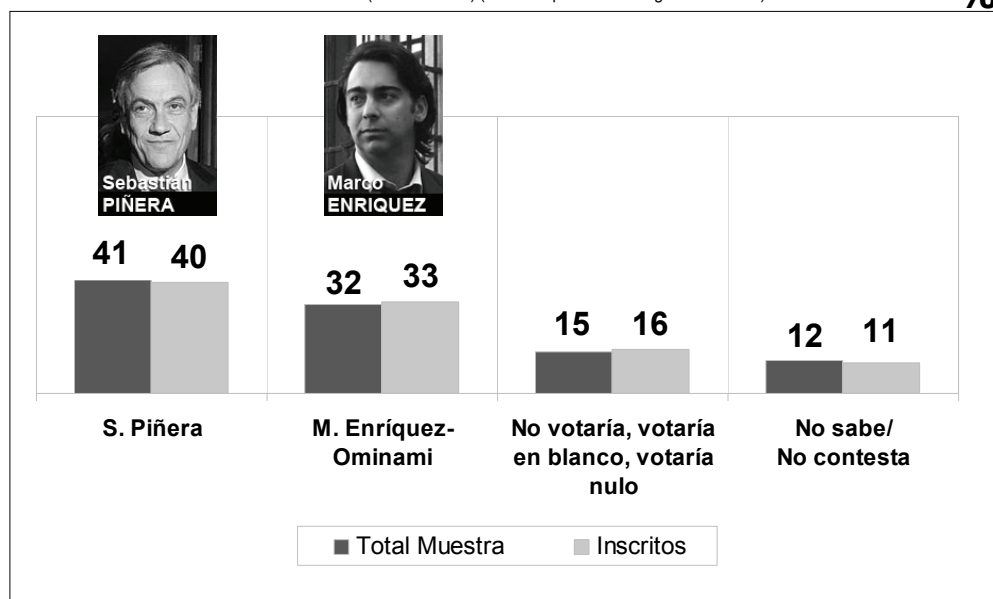 Sebastián
PIÑERA
Marco
ENRIQUEZ
41
40
32
33
15
16
12
11
S. Piñera
M. Enríquez-
Ominami
No votaría, votaría
en blanco, votaría
nulo
No sabe/
No contesta
Total Muestra
Inscritos